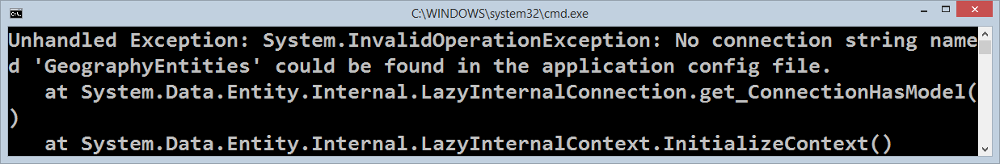 C:\WINDOWS\system32\cmd.exe
Unhandled Exception: System.InvalidOperationException: No connection string name
d 'GeographyEntities' could be found in the application config file.
   at System.Data.Entity.Internal.LazyInternalConnection.get_ConnectionHasModel(
)
   at System.Data.Entity.Internal.LazyInternalContext.InitializeContext()